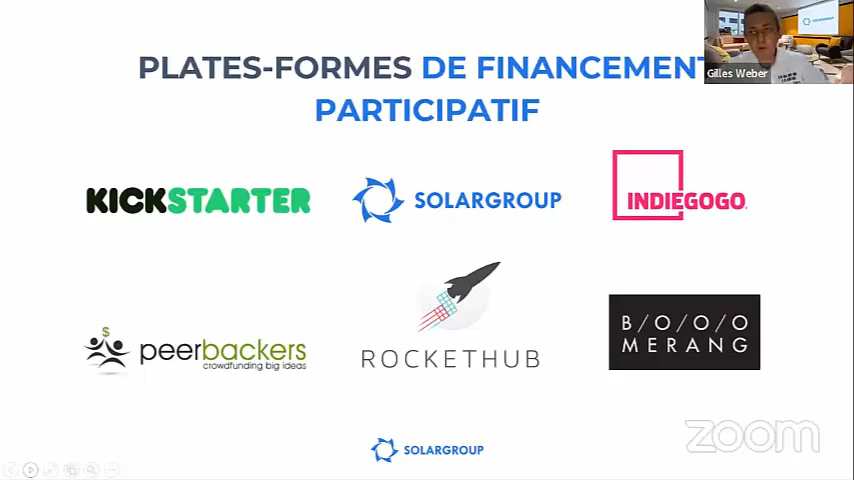 PLATES-FORMES DE FINANCEMENT
PARTICIPATIF
Gilles Weber
KICKSTARTER
SOLARGROUP
INDIEGOGO
peerbackers
crowdfunding big ideas
ROCKETHUB
B/O/O/O
MERANG
SOLARGROUP
zoom